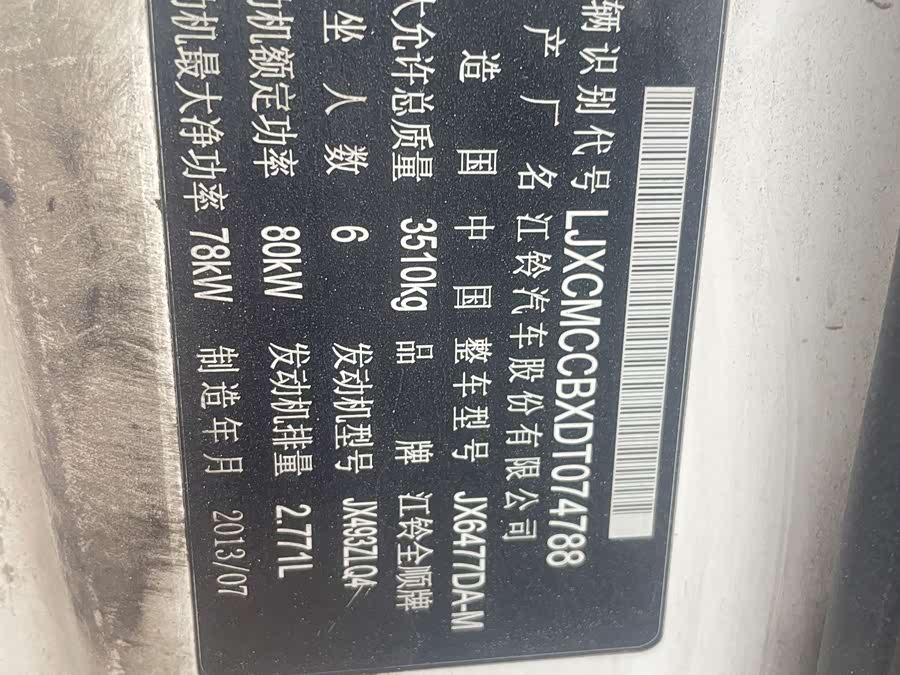 辆识别代号 LJXCMCCBXDT074788
产厂名 江铃汽车股份有限公司
造国 中国 整车型号 JX6477DA-M
大允许总质量 3510kg 品牌 江铃全顺牌
坐人数 6 发动机型号 JX493ZLQ4
动机额定功率 80kW 发动机排量 2.771L
动机最大净功率 78kW 制造年月 2013/07